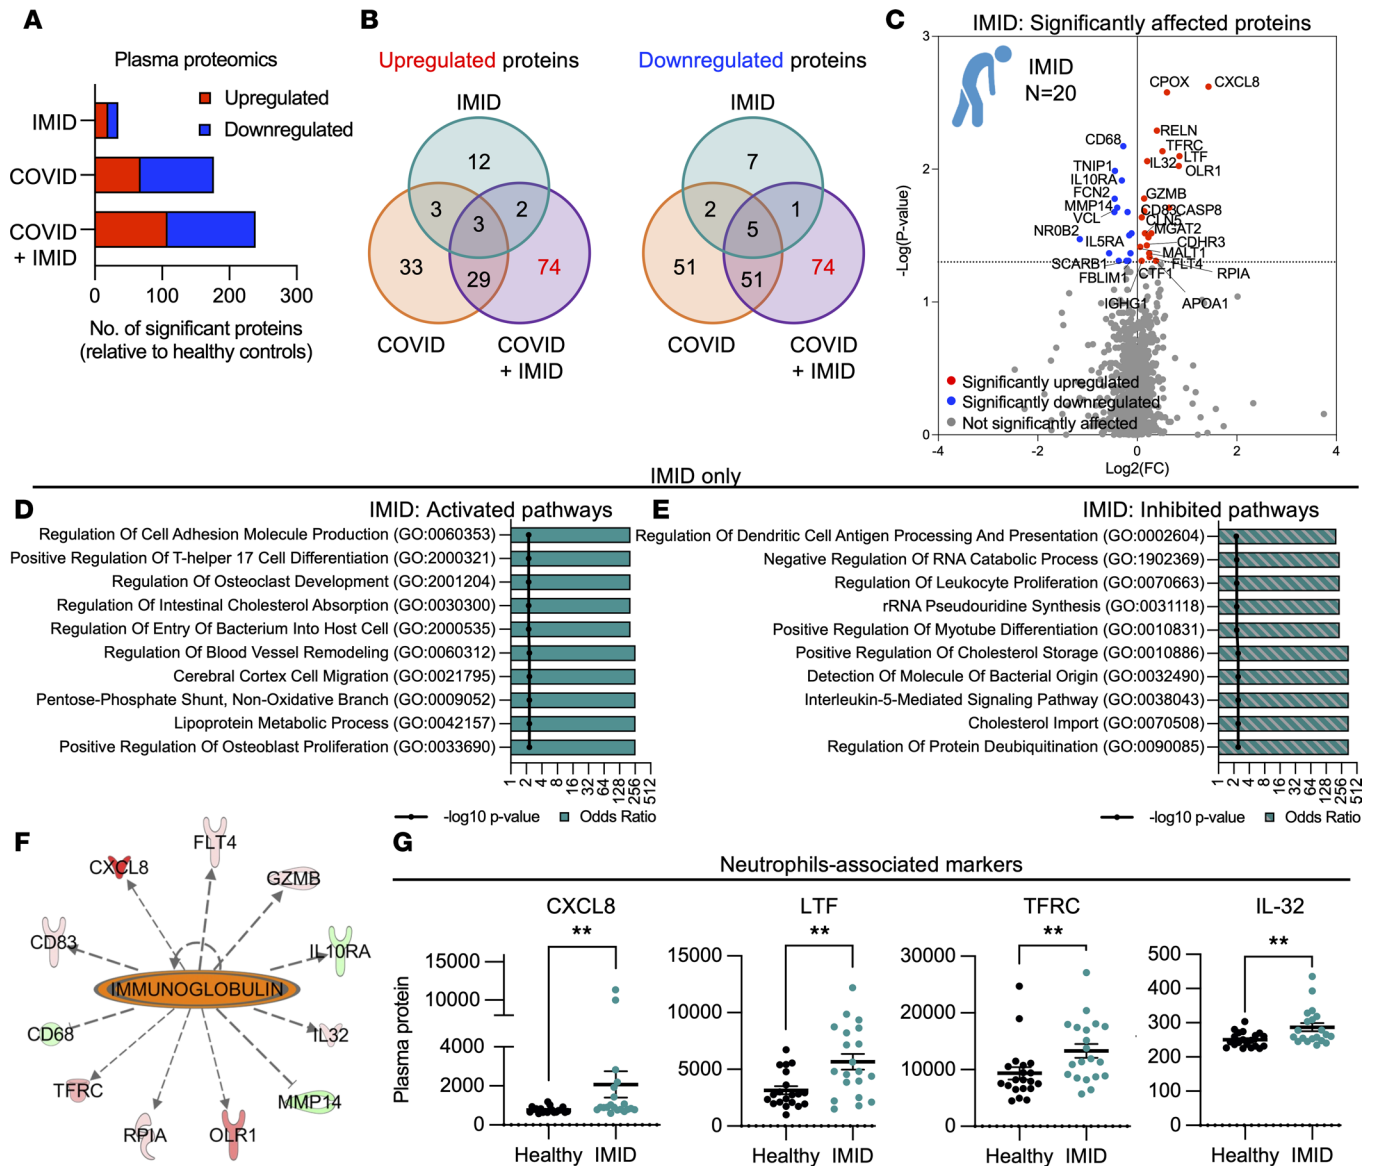 A
Plasma proteomics
Upregulated
Downregulated
IMID
COVID
COVID
+ IMID
0 100 200 300
No. of significant proteins
(relative to healthy controls)
B
Upregulated proteins
IMID
12
3
2
3
33
29
74
COVID
COVID
+ IMID
Downregulated proteins
IMID
7
2
1
5
51
51
74
COVID
COVID
+ IMID
C
IMID: Significantly affected proteins
IMID
N=20
-Log(P-value)
3
2
1
0
CPOX
CXCL8
RELN
CD68
TFRC
IL32
LTF
OLR1
TNIP1
IL10RA
FCN2
GZMB
MMP14
CD83
CASP8
VCL
CLN5
NR0B2
MGAT2
IL5RA
CDHR3
MALT1
SCARB1
FLT4
FBLIM1
CTF1
RPIA
IGHG1
APOA1
Significantly upregulated
Significantly downregulated
Not significantly affected
-4 -2 0 2 4
Log2(FC)
IMID only
D
IMID: Activated pathways
Regulation Of Cell Adhesion Molecule Production (GO:0060353)
Positive Regulation Of T-helper 17 Cell Differentiation (GO:2000321)
Regulation Of Osteoclast Development (GO:2001204)
Regulation Of Intestinal Cholesterol Absorption (GO:0030300)
Regulation Of Entry Of Bacterium Into Host Cell (GO:2000535)
Regulation Of Blood Vessel Remodeling (GO:0060312)
Cerebral Cortex Cell Migration (GO:0021795)
Pentose-Phosphate Shunt, Non-Oxidative Branch (GO:0009052)
Lipoprotein Metabolic Process (GO:0042157)
Positive Regulation Of Osteoblast Proliferation (GO:0033690)
1 2 4 8 16 32 64 128 256 512
-log10 p-value
Odds Ratio
E
IMID: Inhibited pathways
Regulation Of Dendritic Cell Antigen Processing And Presentation (GO:0002604)
Negative Regulation Of RNA Catabolic Process (GO:1902369)
Regulation Of Leukocyte Proliferation (GO:0070663)
rRNA Pseudouridine Synthesis (GO:0031118)
Positive Regulation Of Myotube Differentiation (GO:0010831)
Positive Regulation Of Cholesterol Storage (GO:0010886)
Detection Of Molecule Of Bacterial Origin (GO:0032490)
Interleukin-5-Mediated Signaling Pathway (GO:0038043)
Cholesterol Import (GO:0070508)
Regulation Of Protein Deubiquitination (GO:0090085)
1 2 4 8 16 32 64 128 256 512
-log10 p-value
Odds Ratio
F
FLT4
CXCL8
GZMB
CD83
IL10RA
IMMUNOGLOBULIN
CD68
IL32
TFRC
MMP14
RPIA
OLR1
G
Neutrophils-associated markers
Plasma protein
CXCL8
**
15000
10000
4000
2000
0
Healthy IMID
LTF
**
15000
10000
5000
0
Healthy IMID
TFRC
**
30000
20000
10000
0
Healthy IMID
IL-32
**
500
400
300
200
100
0
Healthy IMID